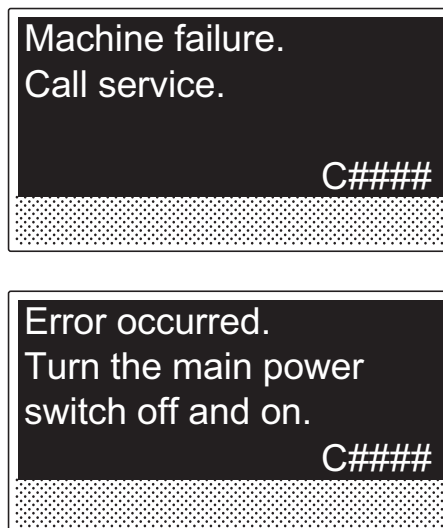 Machine failure.
Call service.
C####
Error occurred.
Turn the main power
switch off and on.
C####